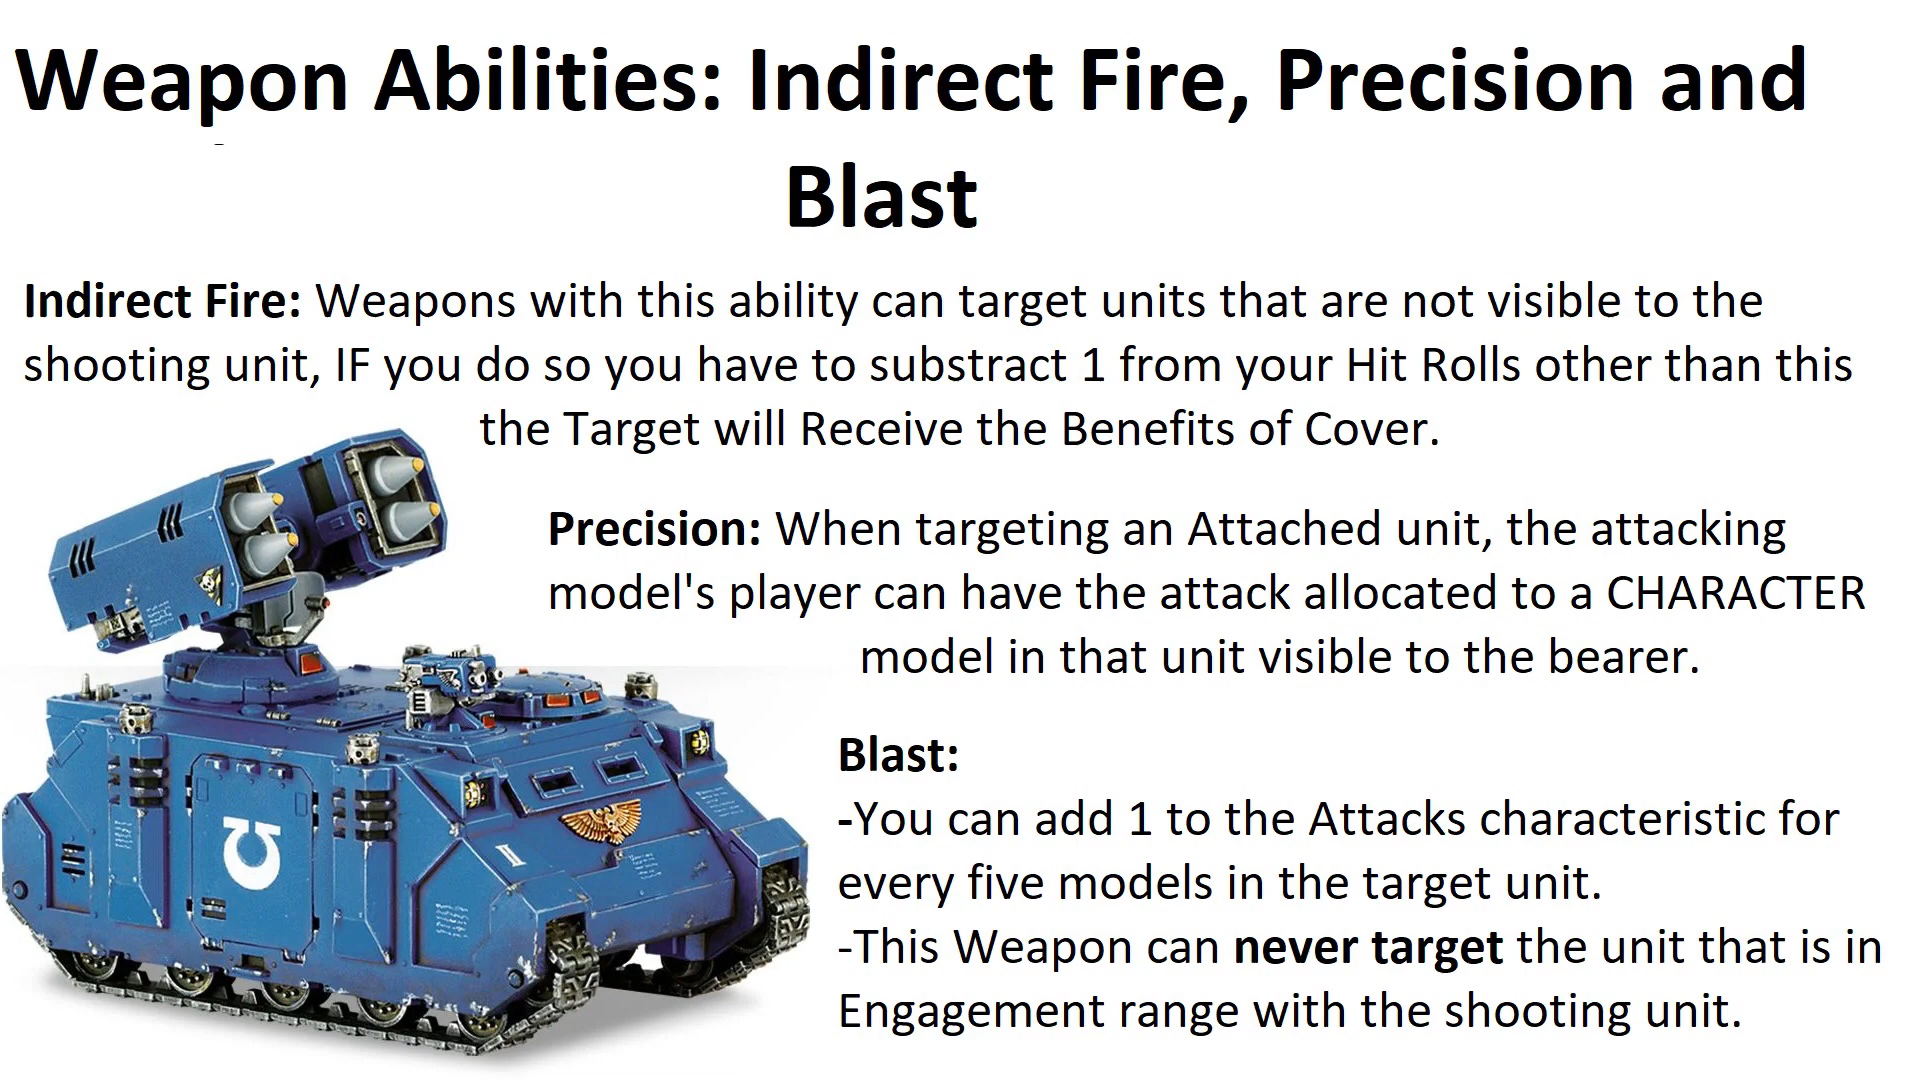 Weapon Abilities: Indirect Fire, Precision and
Blast
Indirect Fire: Weapons with this ability can target units that are not visible to the
shooting unit, IF you do so you have to substract 1 from your Hit Rolls other than this
the Target will Receive the Benefits of Cover.
Precision: When targeting an Attached unit, the attacking
model's player can have the attack allocated to a CHARACTER
model in that unit visible to the bearer.
Blast:
-You can add 1 to the Attacks characteristic for
every five models in the target unit.
-This Weapon can never target the unit that is in
Engagement range with the shooting unit.
II